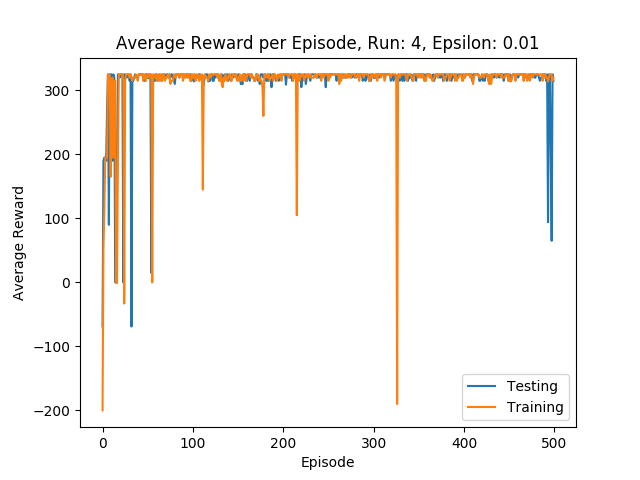 Average Reward per Episode, Run: 4, Epsilon: 0.01
Average Reward
300
200
100
0
−100
−200
0
100
200
300
400
500
Episode
Testing
Training